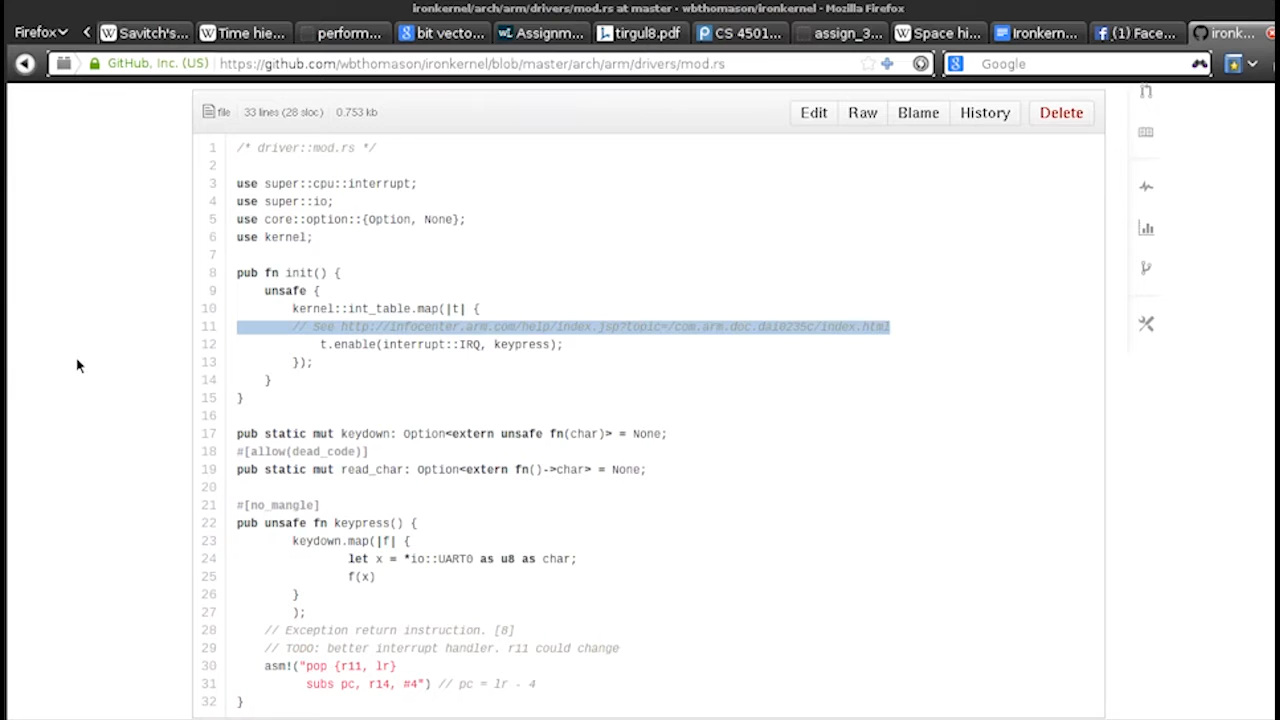 ironkernel/arch/arm/drivers/mod.rs at master - wbthomason/ironkernel - Mozilla Firefox
Firefox Savitch's... Time hie... perform... bit vecto... Assignm... tirgul8.pdf CS 4501... assign_3... Space hi... Ironkern... (1) Face... ironk...
GitHub, Inc. (US) https://github.com/wbthomason/ironkernel/blob/master/arch/arm/drivers/mod.rs Google
file 33 lines (28 sloc) 0.753 kb Edit Raw Blame History Delete
1 /* driver::mod.rs */
2
3 use super::cpu::interrupt;
4 use super::io;
5 use core::option::{Option, None};
6 use kernel;
7
8 pub fn init() {
9 unsafe {
10 kernel::int_table.map(|t| {
11 // See http://infocenter.arm.com/help/index.jsp?topic=/com.arm.doc.dai0235c/index.html
12 t.enable(interrupt::IRQ, keypress);
13 });
14 }
15 }
16
17 pub static mut keydown: Option<extern unsafe fn(char)> = None;
18 #[allow(dead_code)]
19 pub static mut read_char: Option<extern fn()->char> = None;
20
21 #[no_mangle]
22 pub unsafe fn keypress() {
23 keydown.map(|f| {
24 let x = *io::UART0 as u8 as char;
25 f(x)
26 }
27 );
28 // Exception return instruction. [8]
29 // TODO: better interrupt handler. r11 could change
30 asm!("pop {r11, lr}
31 subs pc, r14, #4") // pc = lr - 4
32 }